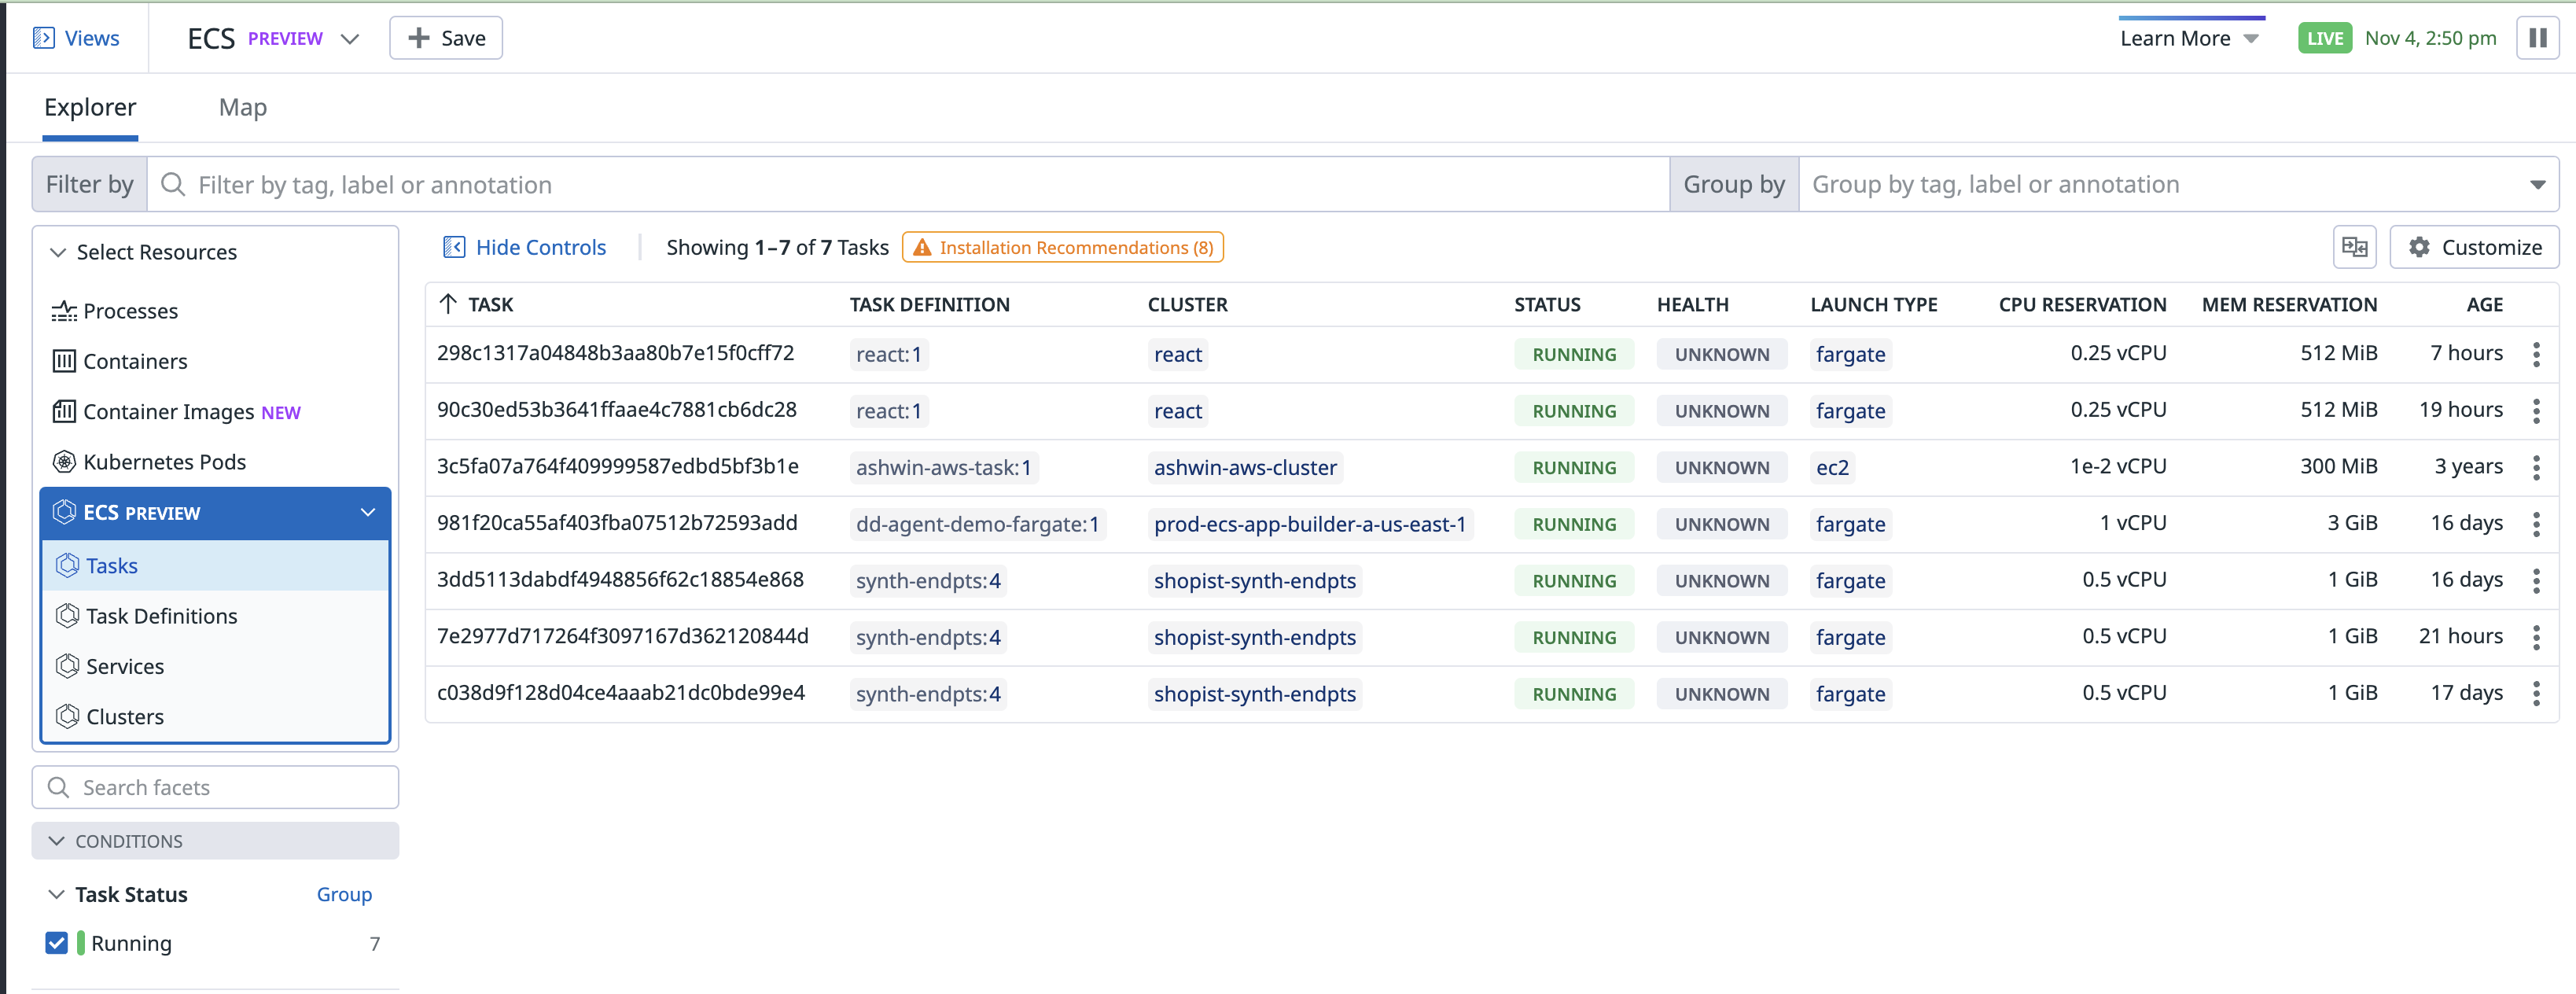 Views ECS PREVIEW Save Learn More LIVE Nov 4, 2:50 pm
Explorer Map
Filter by Filter by tag, label or annotation Group by Group by tag, label or annotation
Select Resources
Processes
Containers
Container Images NEW
Kubernetes Pods
ECS PREVIEW
Tasks
Task Definitions
Services
Clusters
Search facets
CONDITIONS
Task Status Group
Running 7
Hide Controls Showing 1–7 of 7 Tasks Installation Recommendations (8) Customize
TASK TASK DEFINITION CLUSTER STATUS HEALTH LAUNCH TYPE CPU RESERVATION MEM RESERVATION AGE
298c1317a04848b3aa80b7e15f0cff72 react:1 react RUNNING UNKNOWN fargate 0.25 vCPU 512 MiB 7 hours
90c30ed53b3641ffaae4c7881cb6dc28 react:1 react RUNNING UNKNOWN fargate 0.25 vCPU 512 MiB 19 hours
3c5fa07a764f409999587edbd5bf3b1e ashwin-aws-task:1 ashwin-aws-cluster RUNNING UNKNOWN ec2 1e-2 vCPU 300 MiB 3 years
981f20ca55af403fba07512b72593add dd-agent-demo-fargate:1 prod-ecs-app-builder-a-us-east-1 RUNNING UNKNOWN fargate 1 vCPU 3 GiB 16 days
3dd5113dabdf4948856f62c18854e868 synth-endpts:4 shopist-synth-endpts RUNNING UNKNOWN fargate 0.5 vCPU 1 GiB 16 days
7e2977d717264f3097167d362120844d synth-endpts:4 shopist-synth-endpts RUNNING UNKNOWN fargate 0.5 vCPU 1 GiB 21 hours
c038d9f128d04ce4aaab21dc0bde99e4 synth-endpts:4 shopist-synth-endpts RUNNING UNKNOWN fargate 0.5 vCPU 1 GiB 17 days